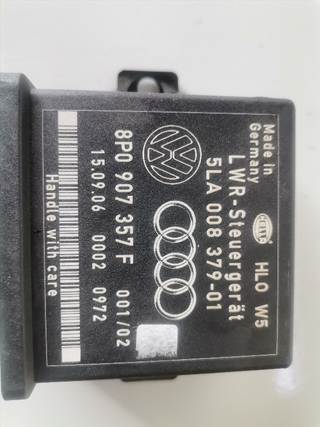 Made in
Germany
HELLA
HLO W5
LWR-Steuergerät
5LA 008 379-01
8P0 907 357 F
001/02
15.09.06 0002 0972
Handle with care